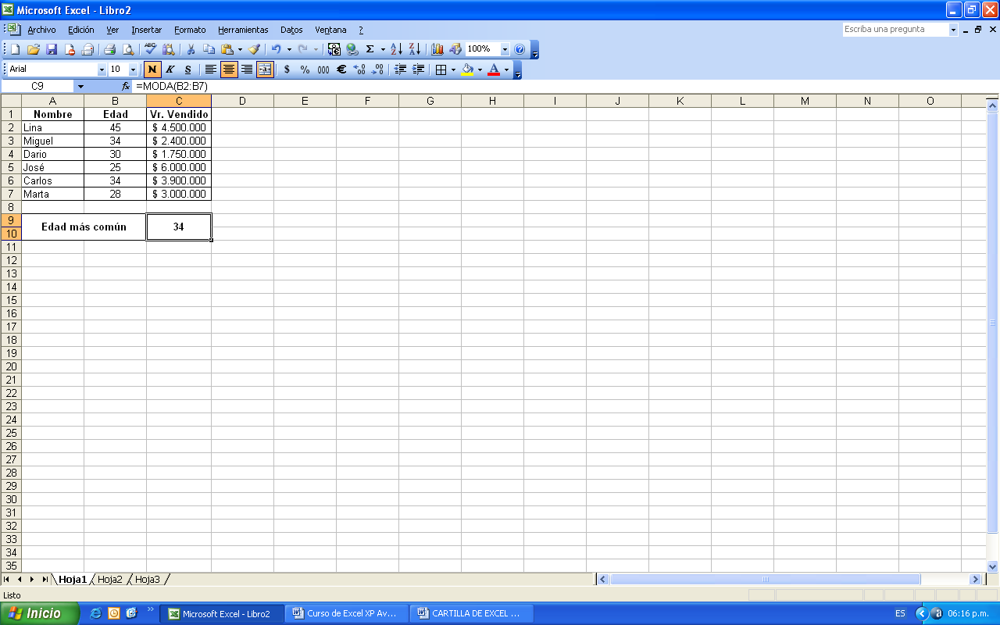 Microsoft Excel - Libro2
Archivo Edición Ver Insertar Formato Herramientas Datos Ventana ? Escriba una pregunta
100%
Arial 10 N K S $ % 000 €
C9 fx =MODA(B2:B7)
A B C D E F G H I J K L M N O
1 Nombre Edad Vr. Vendido
2 Lina 45 $ 4.500.000
3 Miguel 34 $ 2.400.000
4 Dario 30 $ 1.750.000
5 José 25 $ 6.000.000
6 Carlos 34 $ 3.900.000
7 Marta 28 $ 3.000.000
8
9 Edad más común 34
10
11
12
13
14
15
16
17
18
19
20
21
22
23
24
25
26
27
28
29
30
31
32
33
34
35
Hoja1 Hoja2 Hoja3
Listo
Inicio Microsoft Excel - Libro2 Curso de Excel XP Av... CARTILLA DE EXCEL ... ES 06:16 p.m.